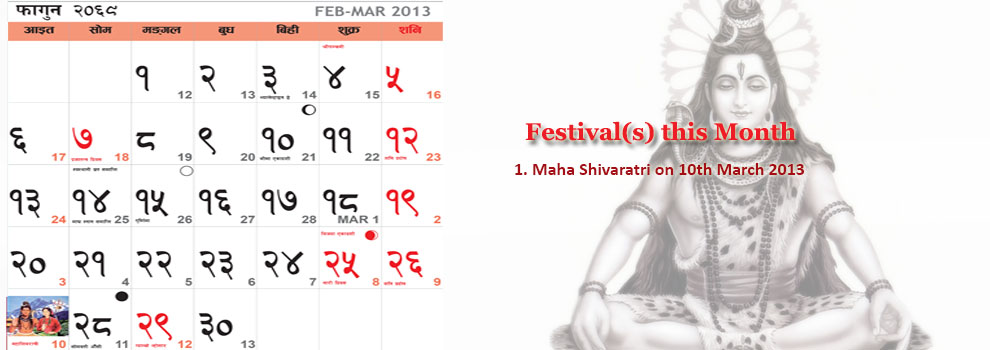 फागुन २०६९ FEB-MAR 2013
आइत सोम मङ्गल बुध बिही शुक्र शनि
१ २ ३ ४ ५
12 13 14 15 16
६ ७ ८ ९ १० ११ १२
17 18 19 20 21 22 23
१३ १४ १५ १६ १७ १८ १९
24 25 26 27 28 MAR 1 2
२० २१ २२ २३ २४ २५ २६
3 4 5 6 7 8 9
२८ २९ ३०
10 11 12 13
Festival(s) this Month
1. Maha Shivaratri on 10th March 2013